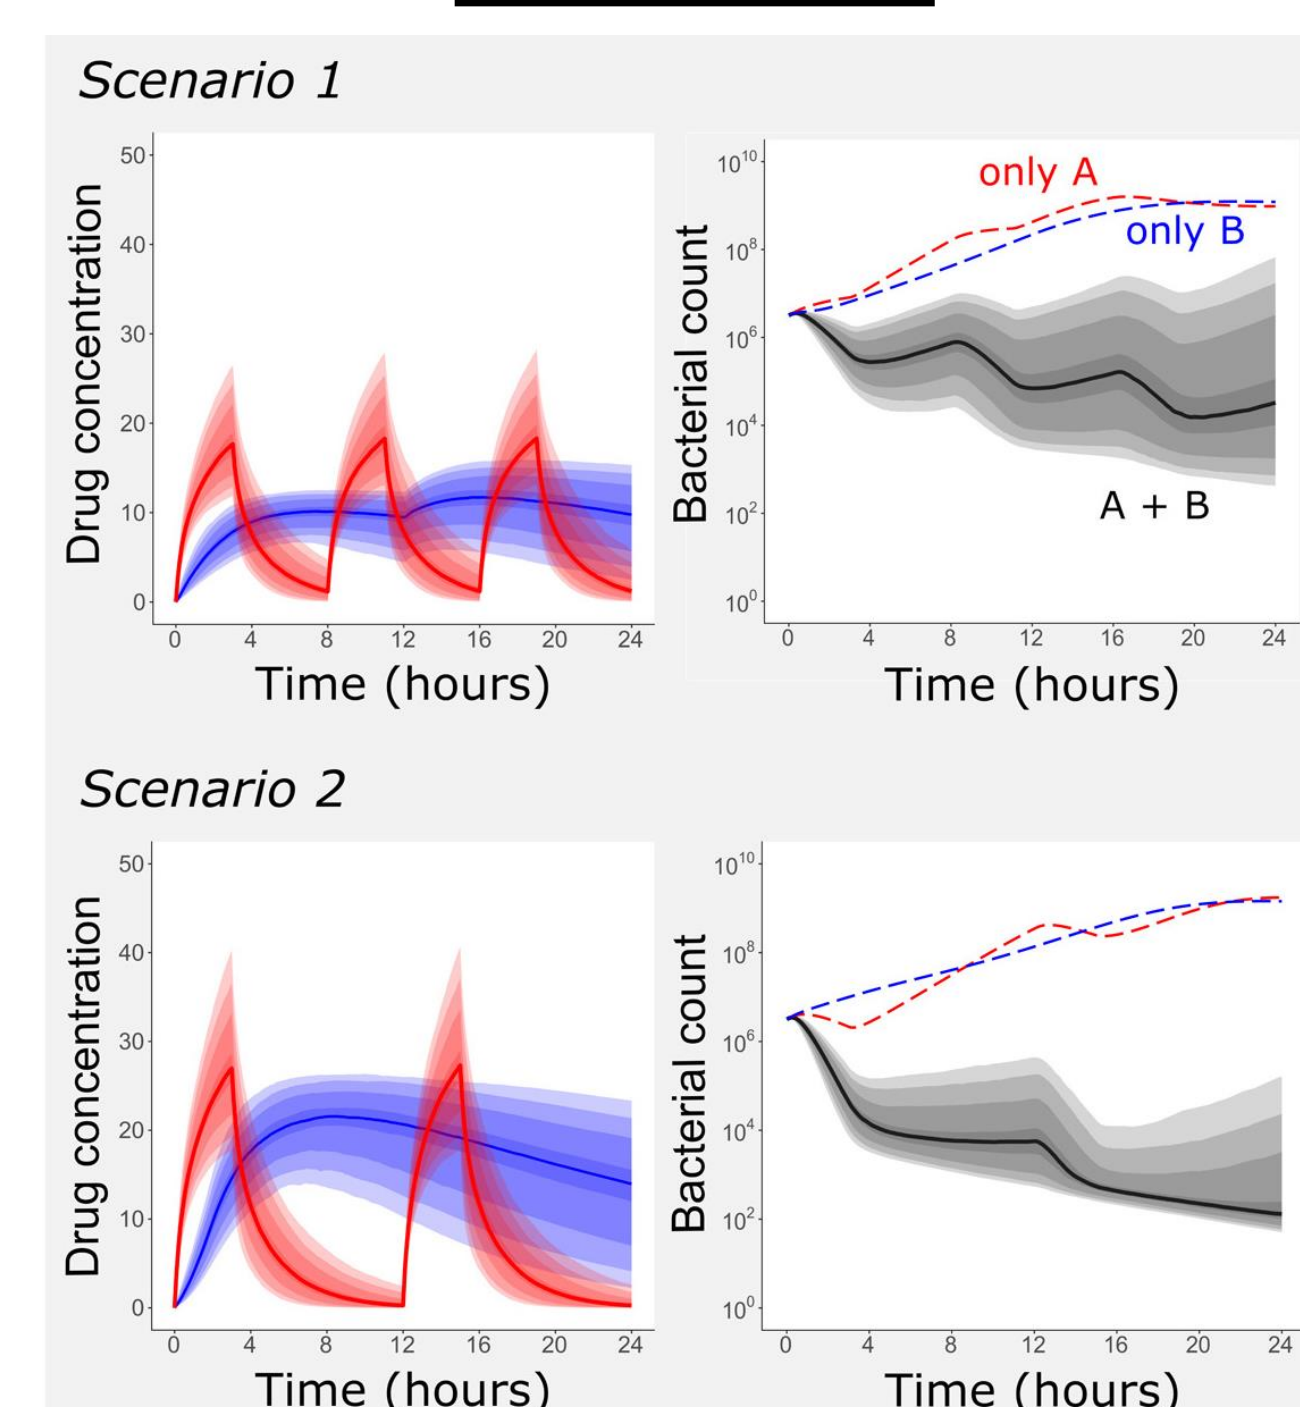 Scenario 1
Drug concentration
50
40
30
20
10
0
0 4 8 12 16 20 24
Time (hours)
Bacterial count
10^10
10^8
10^6
10^4
10^2
10^0
only A
only B
A + B
0 4 8 12 16 20 24
Time (hours)
Scenario 2
Drug concentration
50
40
30
20
10
0
0 4 8 12 16 20 24
Time (hours)
Bacterial count
10^10
10^8
10^6
10^4
10^2
10^0
0 4 8 12 16 20 24
Time (hours)